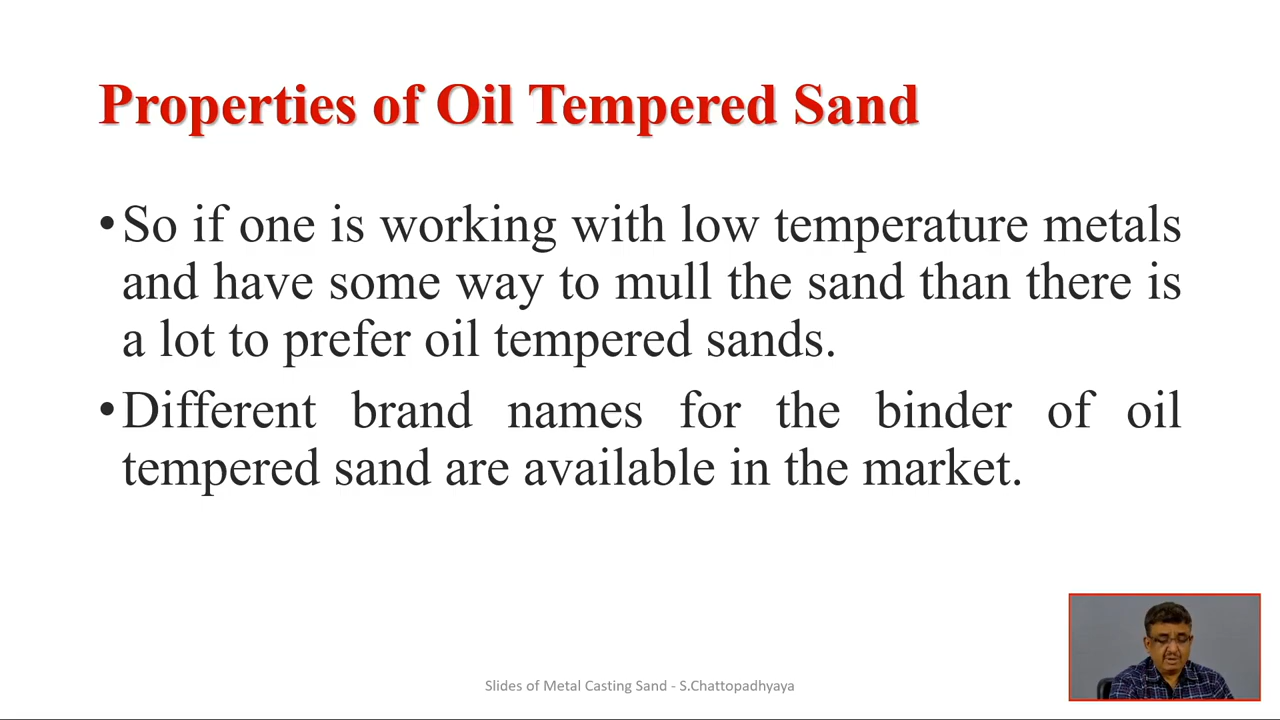 Properties of Oil Tempered Sand
•So if one is working with low temperature metals
and have some way to mull the sand than there is
a lot to prefer oil tempered sands.
•Different brand names for the binder of oil
tempered sand are available in the market.
Slides of Metal Casting Sand - S.Chattopadhyaya